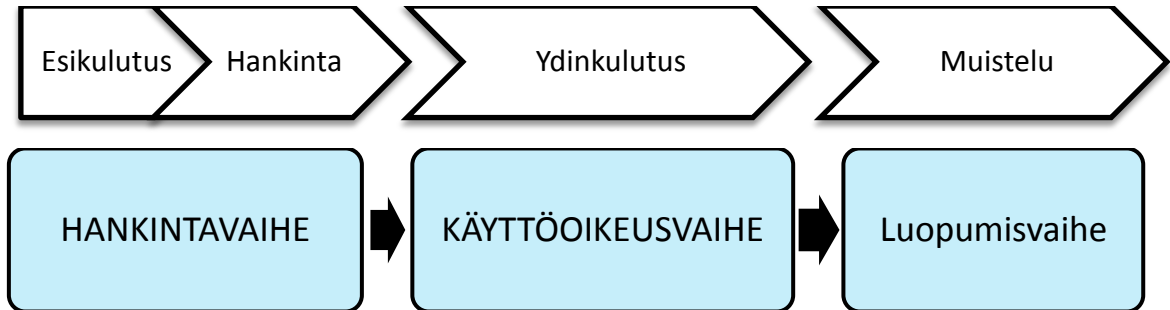 Esikulutus Hankinta Ydinkulutus Muistelu
HANKINTAVAIHE KÄYTTÖOIKEUSVAIHE Luopumisvaihe